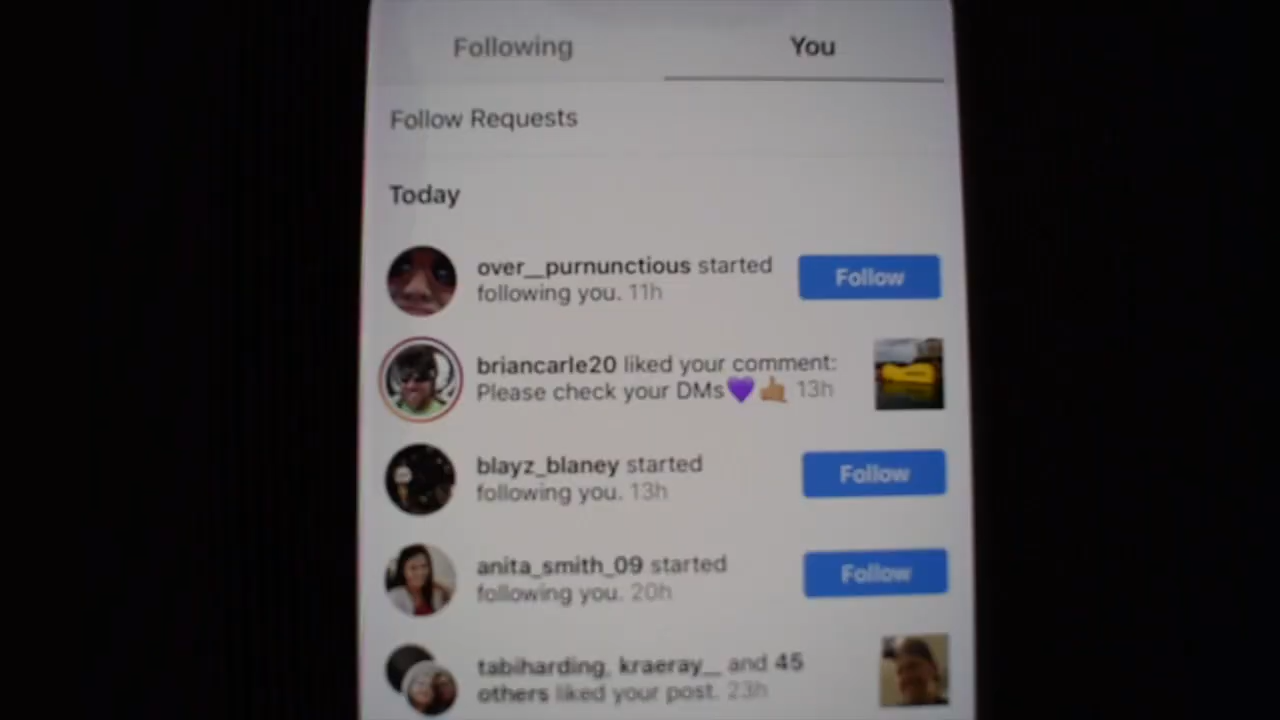 Following
You
Follow Requests
Today
over__purnunctious started
following you. 11h
Follow
briancarle20 liked your comment:
Please check your DMs💜🤙🏽 13h
blayz_blaney started
following you. 13h
Follow
anita_smith_09 started
following you. 20h
Follow
tabiharding, kraeray__ and 45
others liked your post. 23h